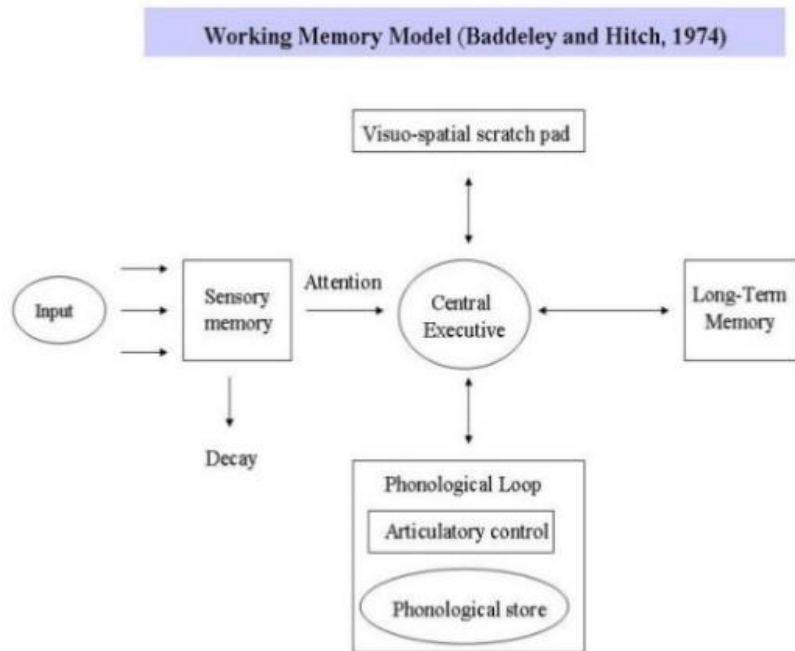 Working Memory Model (Baddeley and Hitch, 1974)
Visuo-spatial scratch pad
Input
Sensory
memory
Attention
Central
Executive
Long-Term
Memory
Decay
Phonological Loop
Articulatory control
Phonological store